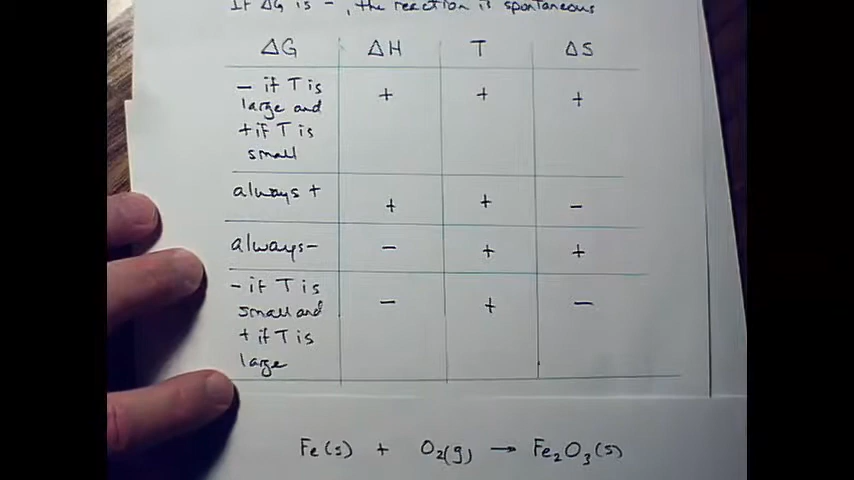 If ΔG is -, the reaction is spontaneous
ΔG ΔH T ΔS
- if T is
large and
+ if T is
small
+ + +
always + + + -
always - - + +
- if T is
small and
+ if T is
large
- + -
Fe(s) + O₂(g) → Fe₂O₃(s)